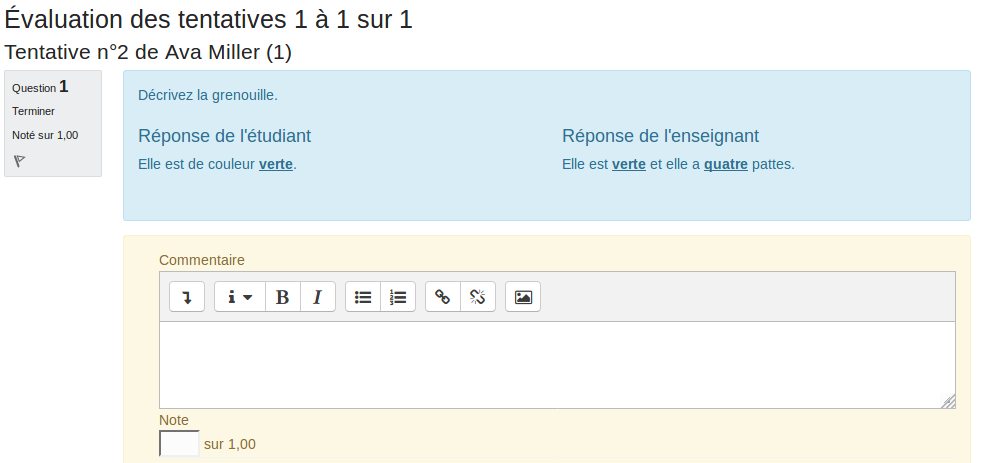 Évaluation des tentatives 1 à 1 sur 1
Tentative n°2 de Ava Miller (1)
Question 1
Terminer
Noté sur 1,00
Décrivez la grenouille.
Réponse de l'étudiant
Elle est de couleur verte.
Réponse de l'enseignant
Elle est verte et elle a quatre pattes.
Commentaire
Note
sur 1,00